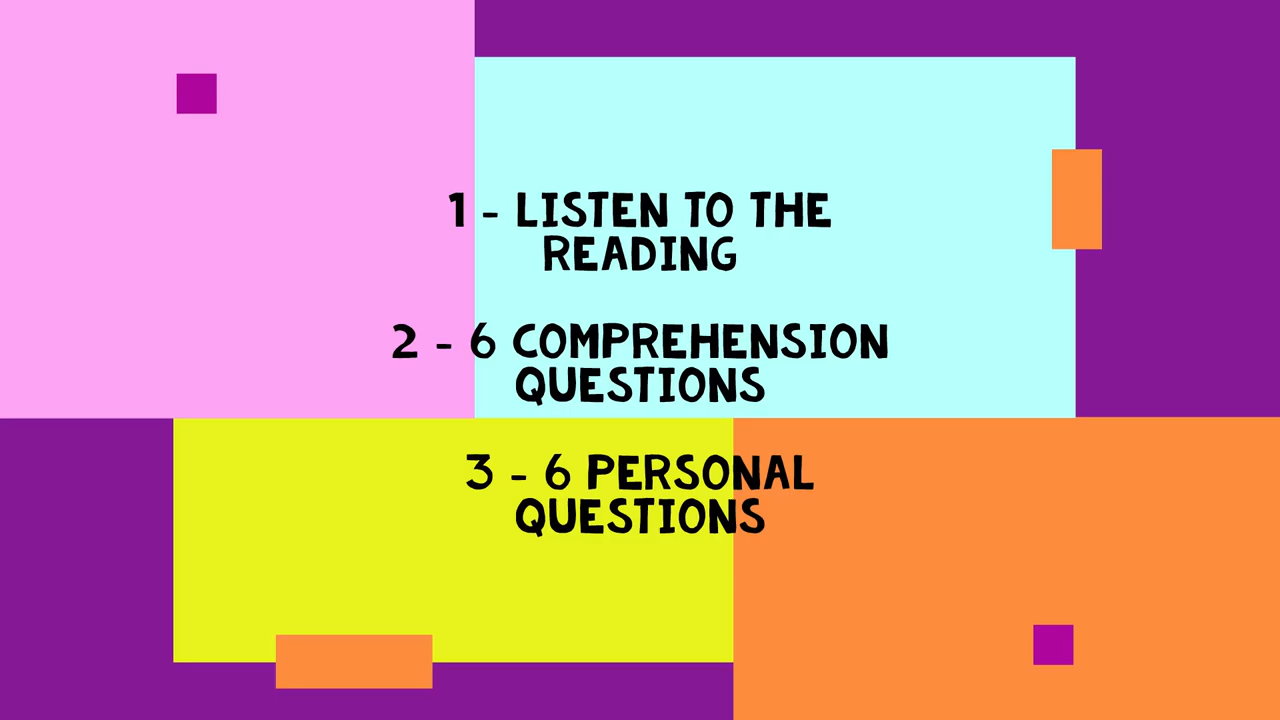 1 - LISTEN TO THE
READING
2 - 6 COMPREHENSION
QUESTIONS
3 - 6 PERSONAL
QUESTIONS